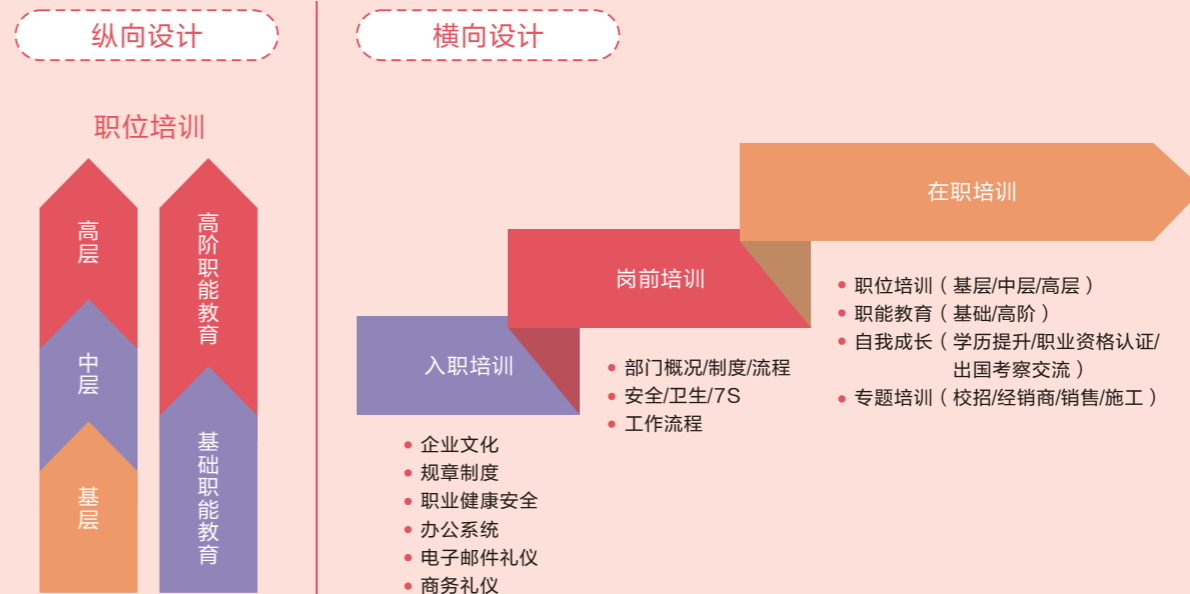 纵向设计
职位培训
高层
中层
基层
高阶职能教育
基础职能教育
横向设计
入职培训
企业文化
规章制度
职业健康安全
办公系统
电子邮件礼仪
商务礼仪
岗前培训
部门概况/制度/流程
安全/卫生/7S
工作流程
在职培训
职位培训（基层/中层/高层）
职能教育（基础/高阶）
自我成长（学历提升/职业资格认证/
出国考察交流）
专题培训（校招/经销商/销售/施工）